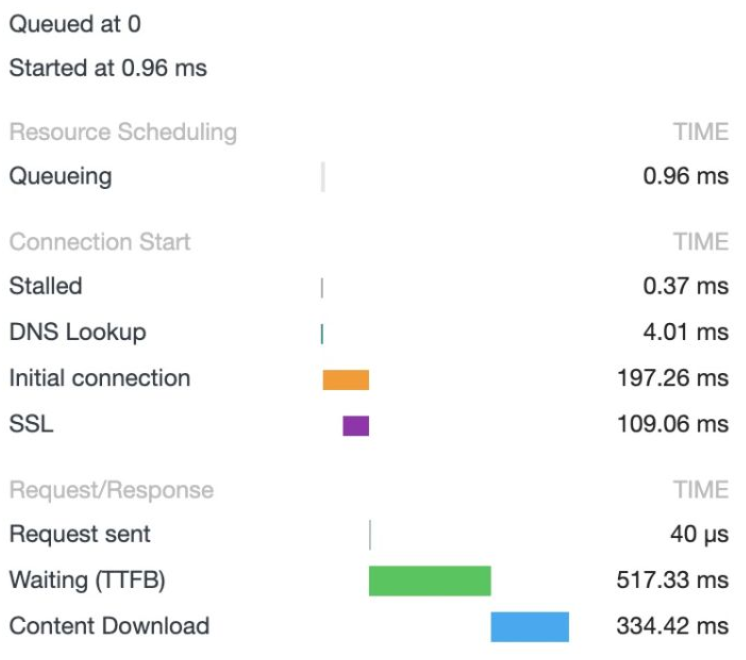 Queued at 0
Started at 0.96 ms
Resource Scheduling TIME
Queueing 0.96 ms
Connection Start TIME
Stalled 0.37 ms
DNS Lookup 4.01 ms
Initial connection 197.26 ms
SSL 109.06 ms
Request/Response TIME
Request sent 40 μs
Waiting (TTFB) 517.33 ms
Content Download 334.42 ms